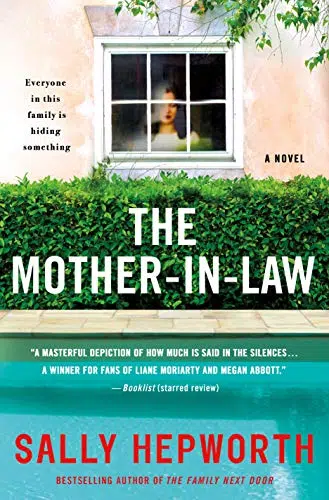 Everyone
in this
family is
hiding
something
A NOVEL
THE
MOTHER-IN-LAW
"A MASTERFUL DEPICTION OF HOW MUCH IS SAID IN THE SILENCES...
A WINNER FOR FANS OF LIANE MORIARTY AND MEGAN ABBOTT."
—Booklist (starred review)
SALLY HEPWORTH
BESTSELLING AUTHOR OF THE FAMILY NEXT DOOR